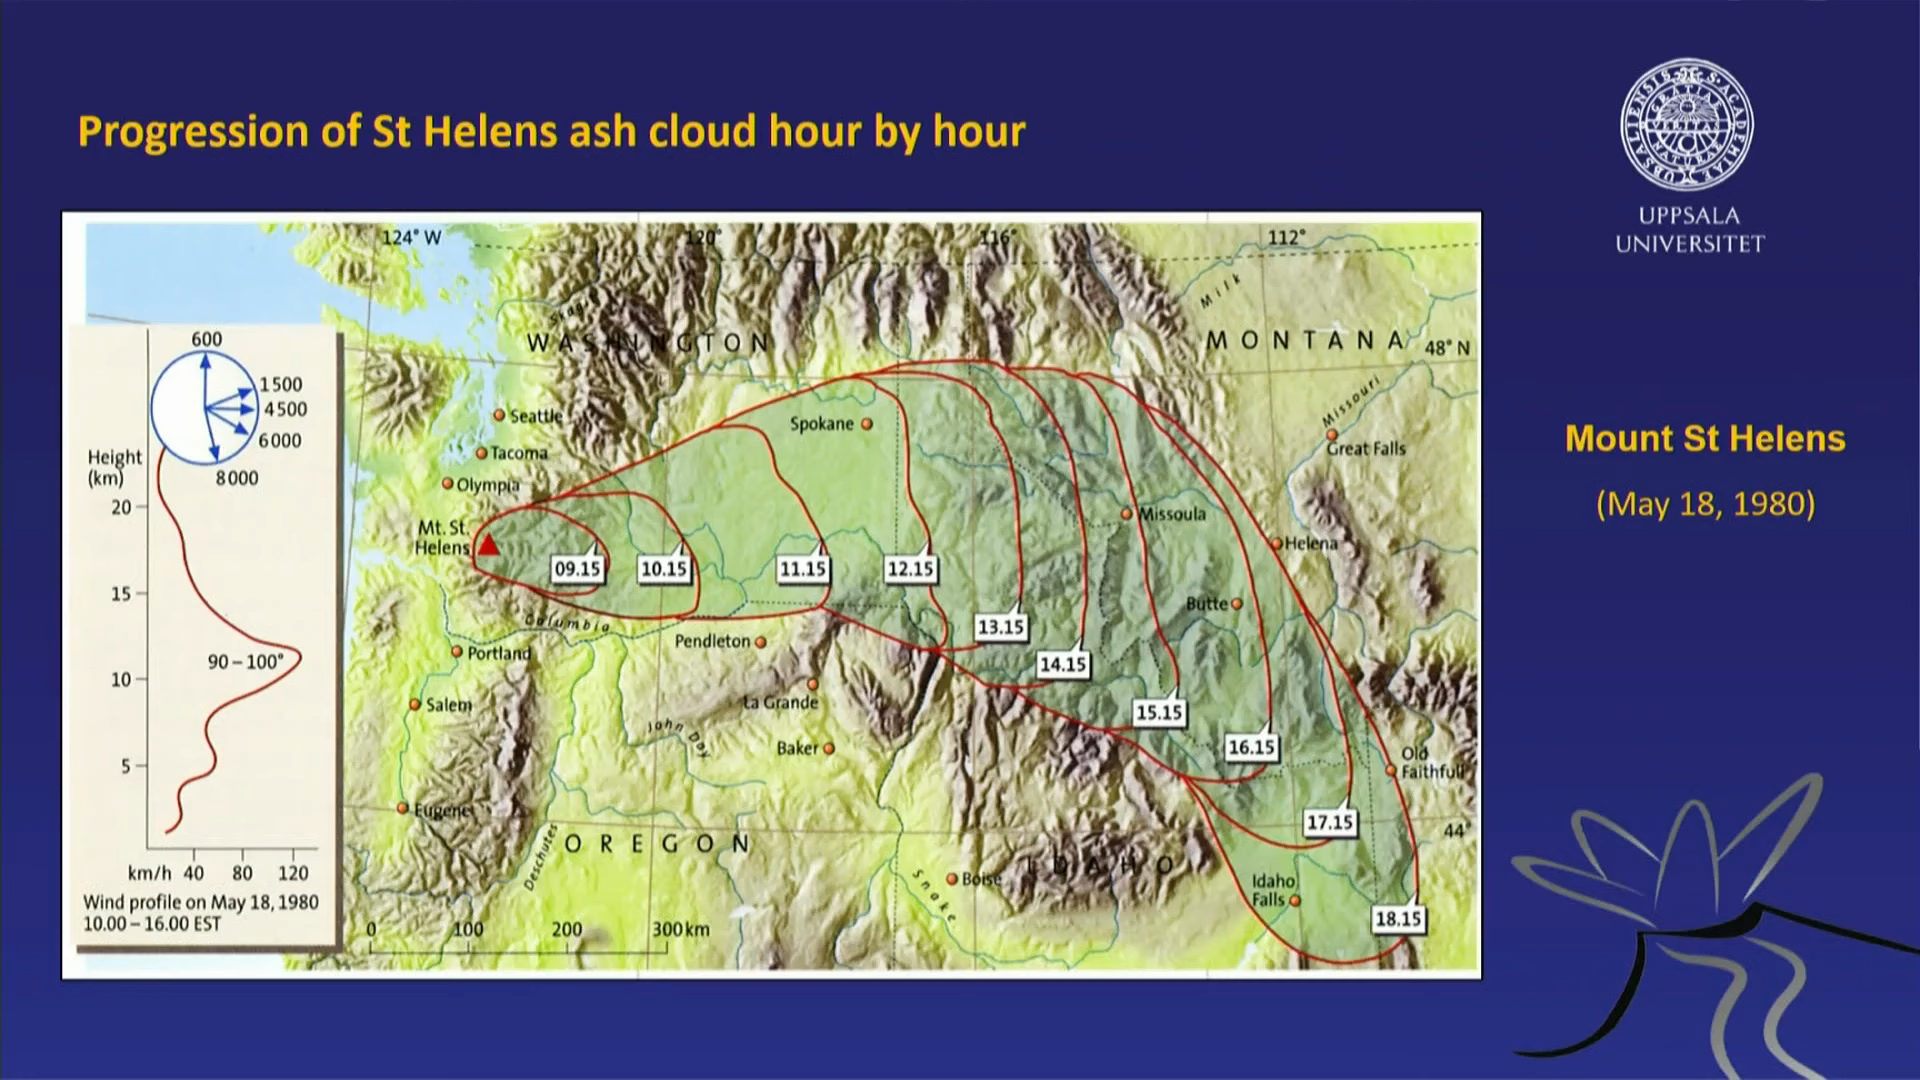 Progression of St Helens ash cloud hour by hour
UPPSALA
UNIVERSITET
Mount St Helens
(May 18, 1980)
124° W
120°
116°
112°
Skagit
Milk
WASHINGTON
MONTANA
48° N
Missouri
Seattle
Spokane
Great Falls
Tacoma
Olympia
Mt. St.
Helens
Missoula
Helena
09.15
10.15
11.15
12.15
13.15
14.15
15.15
16.15
17.15
18.15
Butte
Columbia
Pendleton
Portland
La Grande
Salem
John Day
Baker
Old
Faithfull
Eugene
OREGON
IDAHO
44°
Deschutes
Boise
Snake
Idaho
Falls
0 100 200 300 km
600
1500
4500
6000
8000
Height
(km)
20
15
90 – 100°
10
5
km/h 40 80 120
Wind profile on May 18, 1980
10.00 – 16.00 EST